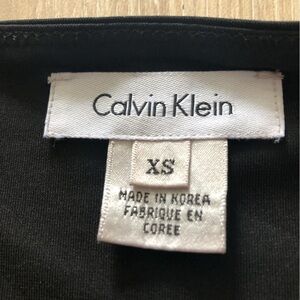 Calvin Klein
XS
MADE IN KOREA
FABRIQUE EN
COREE